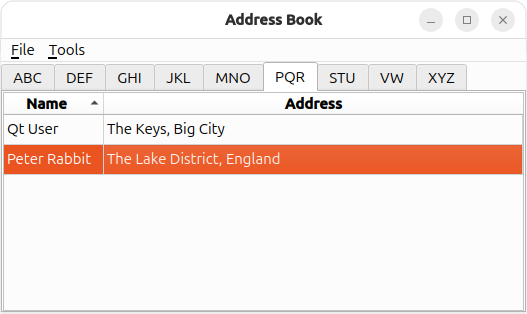 Address Book
File Tools
ABC DEF GHI JKL MNO PQR STU VW XYZ
Name Address
Qt User The Keys, Big City
Peter Rabbit The Lake District, England